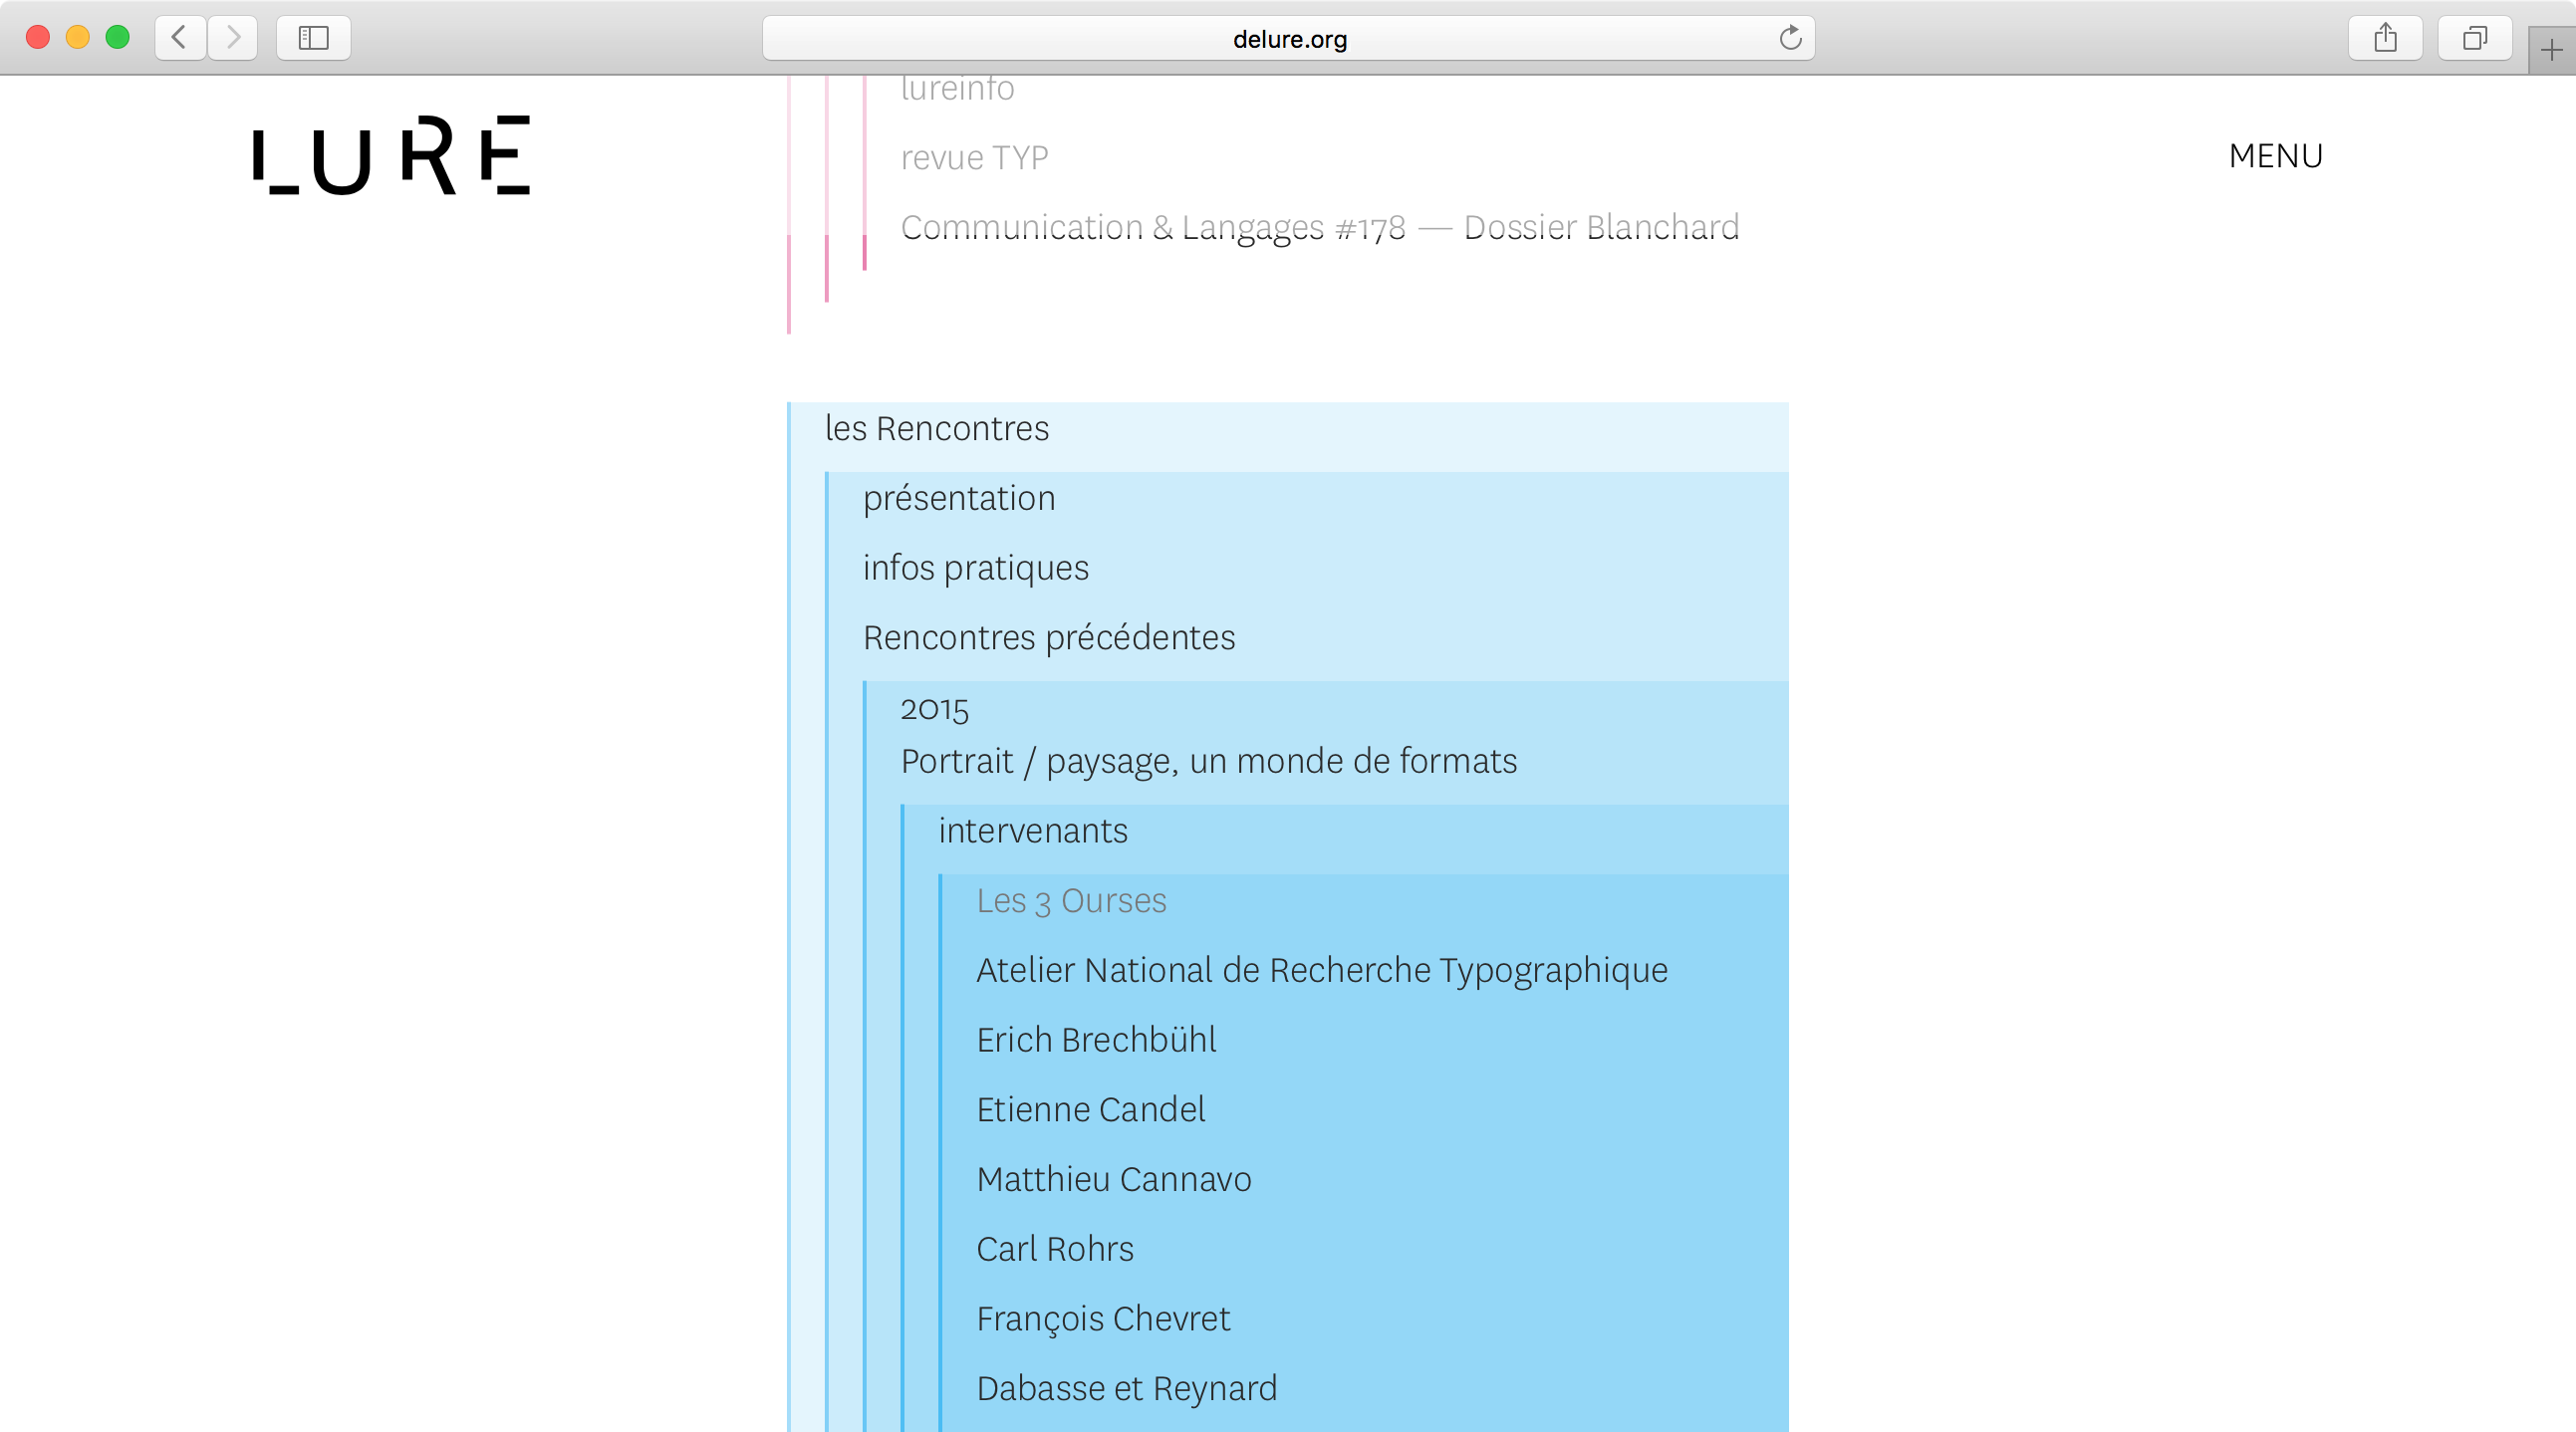 delure.org
LURE
MENU
lureinfo
revue TYP
Communication & Langages #178 — Dossier Blanchard
les Rencontres
présentation
infos pratiques
Rencontres précédentes
2015
Portrait / paysage, un monde de formats
intervenants
Les 3 Ourses
Atelier National de Recherche Typographique
Erich Brechbühl
Etienne Candel
Matthieu Cannavo
Carl Rohrs
François Chevret
Dabasse et Reynard